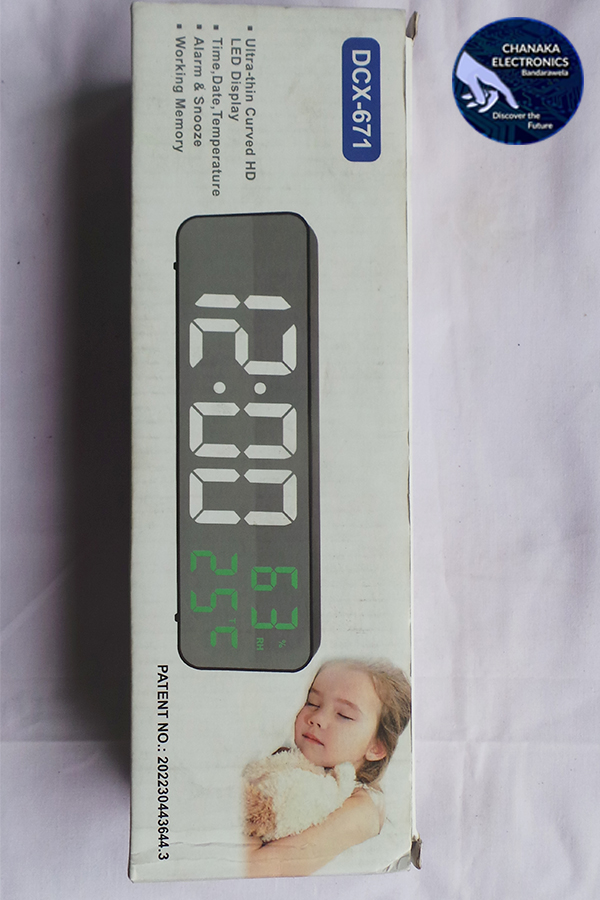 CHANAKA
ELECTRONICS
Bandarawela
Discover the
Future
DCX-671
▪ Ultra-thin Curved HD
LED Display
▪ Time,Date,Temperature
▪ Alarm & Snooze
▪ Working Memory
12:00
63 % RH
25°C
PATENT NO.: 202230443644.3